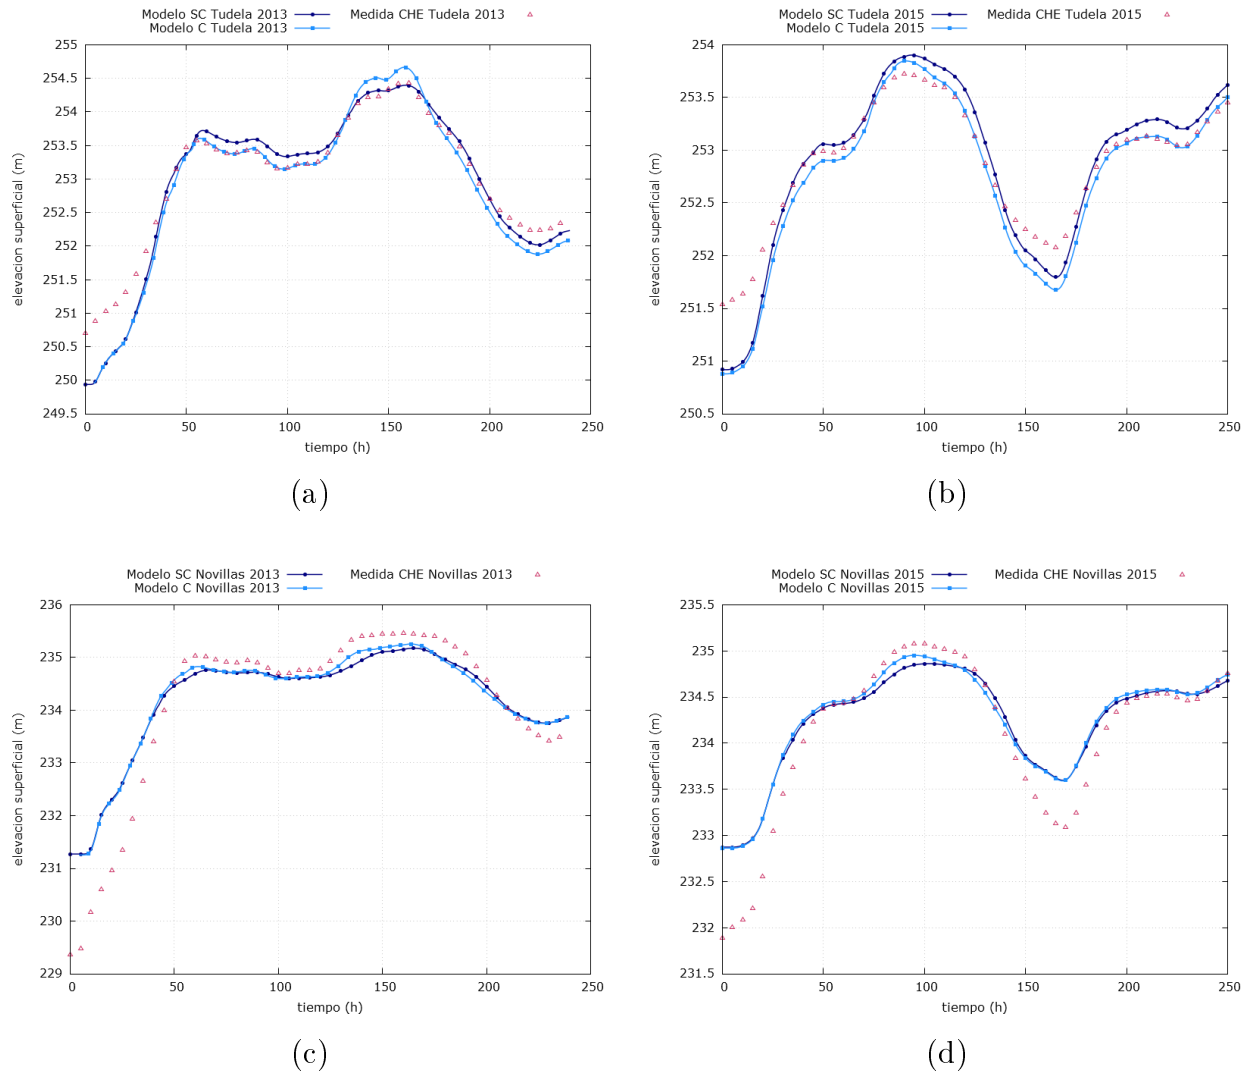 Modelo SC Tudela 2013 Medida CHE Tudela 2013
Modelo C Tudela 2013
255
254.5
254
253.5
253
252.5
252
251.5
251
250.5
250
249.5
elevacion superficial (m)
0 50 100 150 200 250
tiempo (h)
(a)
Modelo SC Tudela 2015 Medida CHE Tudela 2015
Modelo C Tudela 2015
254
253.5
253
252.5
252
251.5
251
250.5
elevacion superficial (m)
0 50 100 150 200 250
tiempo (h)
(b)
Modelo SC Novillas 2013 Medida CHE Novillas 2013
Modelo C Novillas 2013
236
235
234
233
232
231
230
229
elevacion superficial (m)
0 50 100 150 200 250
tiempo (h)
(c)
Modelo SC Novillas 2015 Medida CHE Novillas 2015
Modelo C Novillas 2015
235.5
235
234.5
234
233.5
233
232.5
232
231.5
elevacion superficial (m)
0 50 100 150 200 250
tiempo (h)
(d)